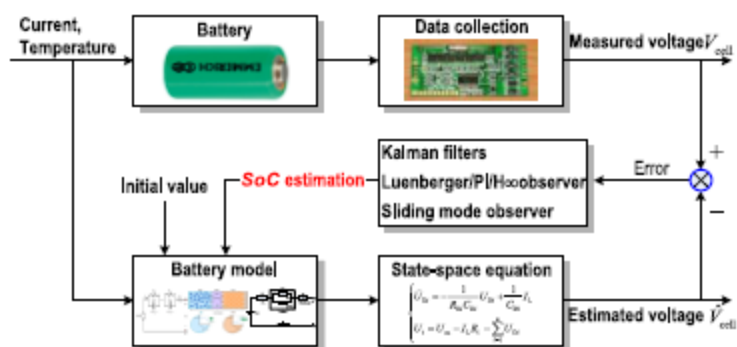 Current,
Temperature
Battery
EMMERICH
Data collection
Measured voltage V_cell
Kalman filters
Luenberger/PI/H∞observer
Sliding mode observer
SoC estimation
Error
+
−
Initial value
Battery model
State-space equation
Estimated voltage V̂_cell